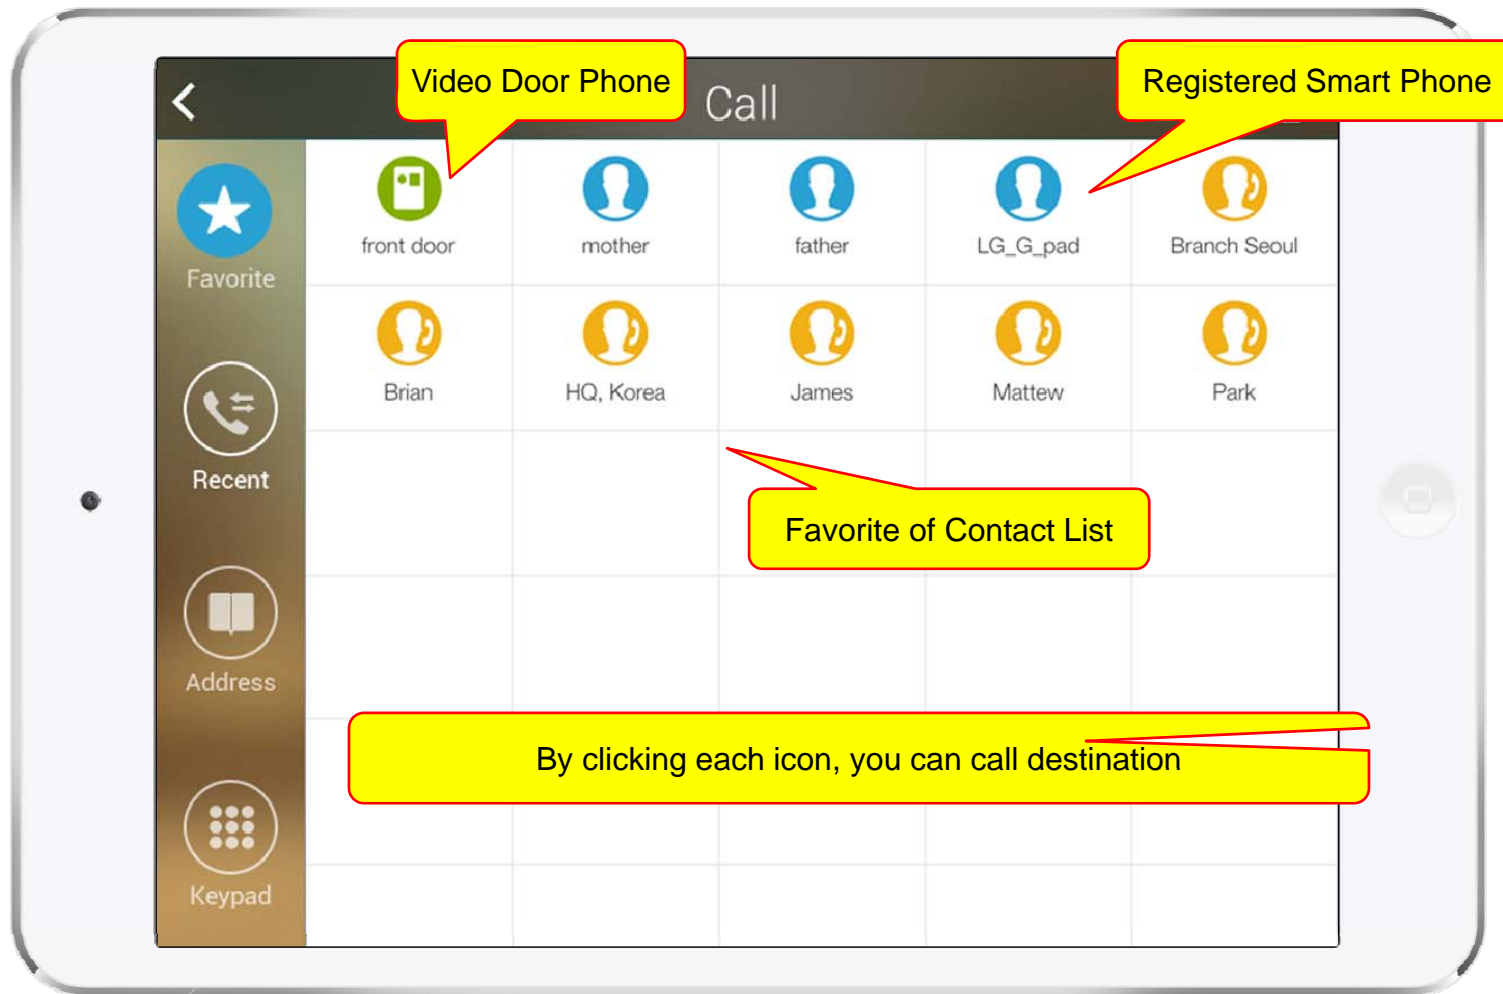 Video Door Phone
Call
Registered Smart Phone
Favorite
front door
mother
father
LG_G_pad
Branch Seoul
Brian
HQ, Korea
James
Mattew
Park
Recent
Favorite of Contact List
Address
By clicking each icon, you can call destination
Keypad